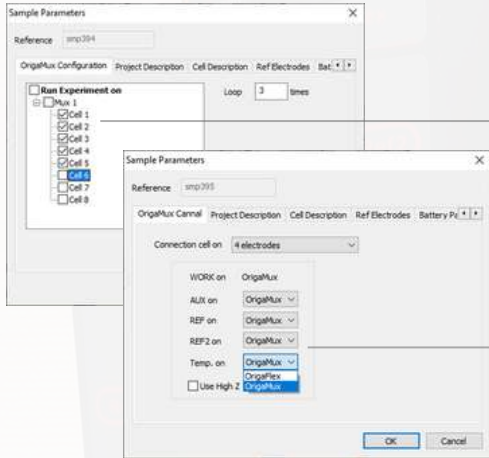 Sample Parameters
Reference smp394
OrigaMux Configuration Project Description Cell Description Ref Electrodes Bat
Run Experiment on
Loop 3 times
Mux 1
Cell 1
Cell 2
Cell 3
Cell 4
Cell 5
Cell 6
Cell 7
Cell 8
Sample Parameters
Reference smp395
OrigaMux Cannal Project Description Cell Description Ref Electrodes Battery Pa
Connection cell on 4 electrodes
WORK on OrigaMux
AUX on OrigaMux
REF on OrigaMux
REF2 on OrigaMux
Temp. on OrigaMux
OrigaFlex
Use High Z OrigaMux
OK Cancel